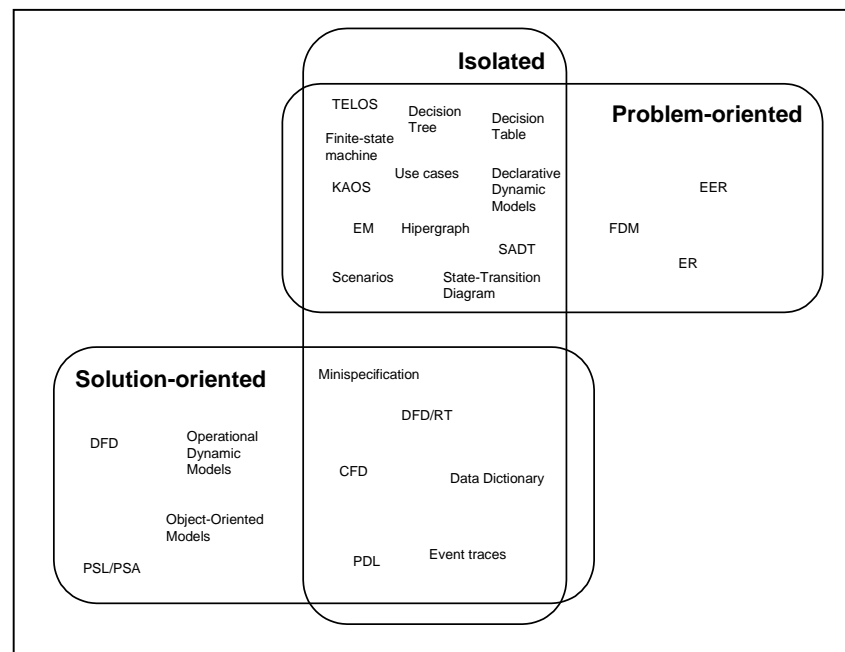 Isolated
Problem-oriented
TELOS
Decision
Tree
Decision
Table
Finite-state
machine
Use cases
Declarative
Dynamic
Models
KAOS
EER
EM
Hipergraph
FDM
SADT
ER
Scenarios
State-Transition
Diagram
Solution-oriented
Minispecification
DFD/RT
DFD
Operational
Dynamic
Models
CFD
Data Dictionary
Object-Oriented
Models
PSL/PSA
PDL
Event traces